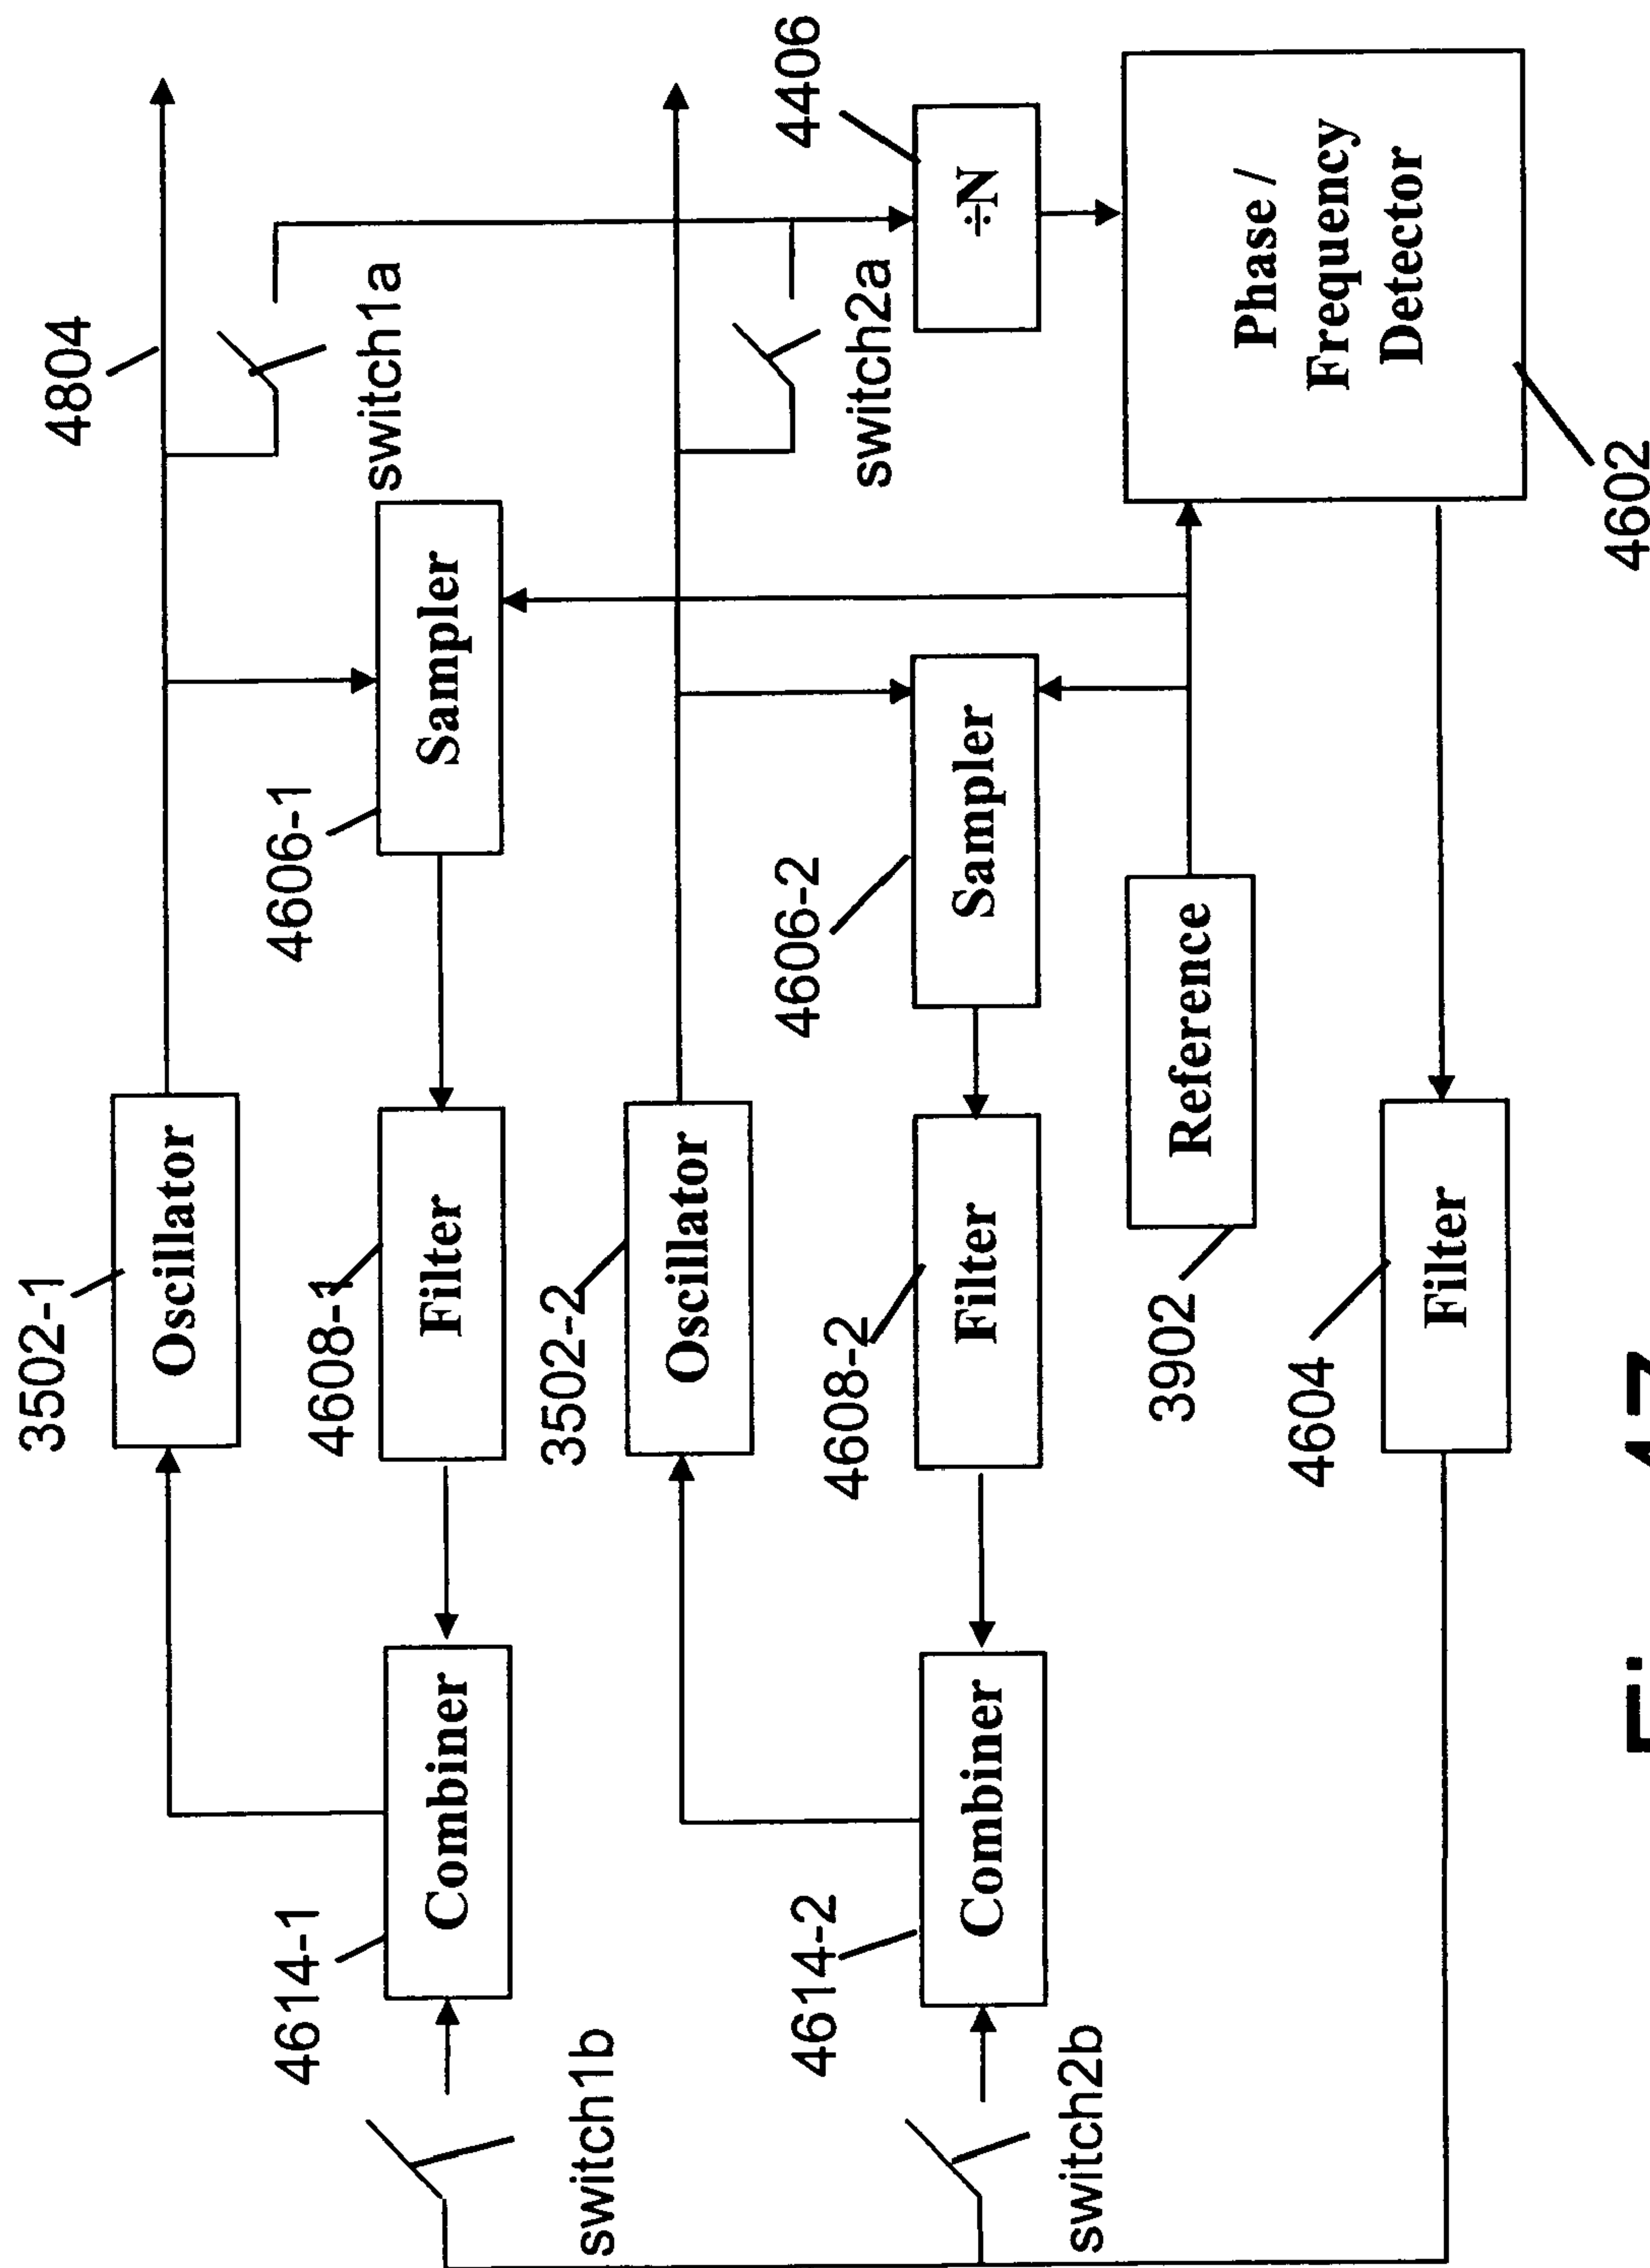 3502-1
Oscillator
4804
switch1a
4606-1
Sampler
4608-1
Filter
4614-1
Combiner
switch1b
3502-2
Oscillator
switch2a
4406
÷N
4606-2
Sampler
4608-2
Filter
4614-2
Combiner
switch2b
3902
Reference
Phase /
Frequency
Detector
4602
4604
Filter